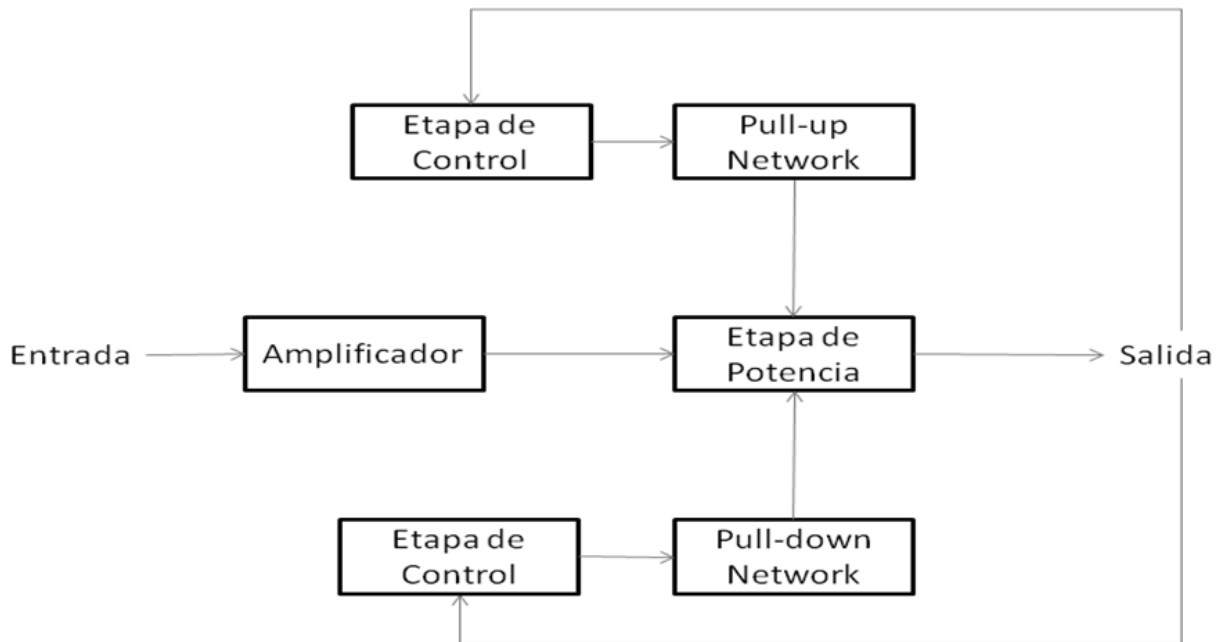 Etapa de
Control
Pull-up
Network
Entrada
Amplificador
Etapa de
Potencia
Salida
Etapa de
Control
Pull-down
Network